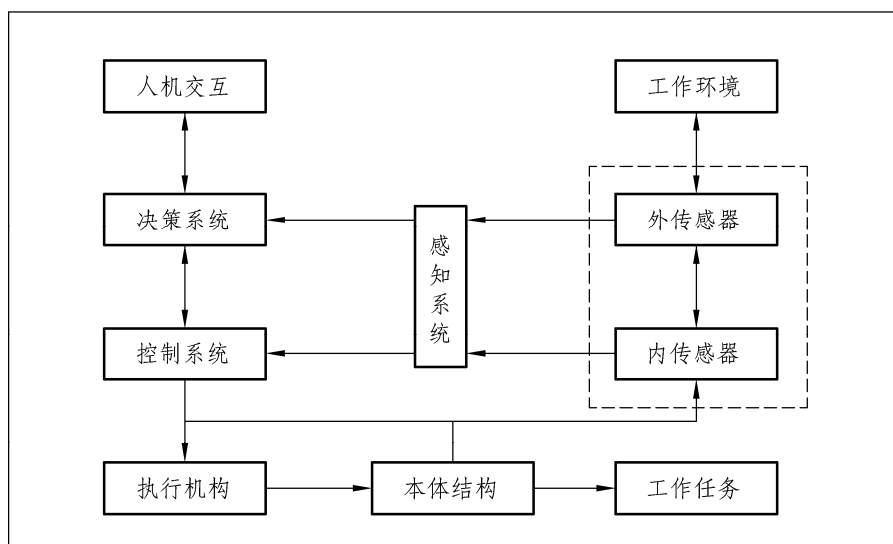 人机交互
工作环境
决策系统
感知系统
外传感器
控制系统
内传感器
执行机构
本体结构
工作任务